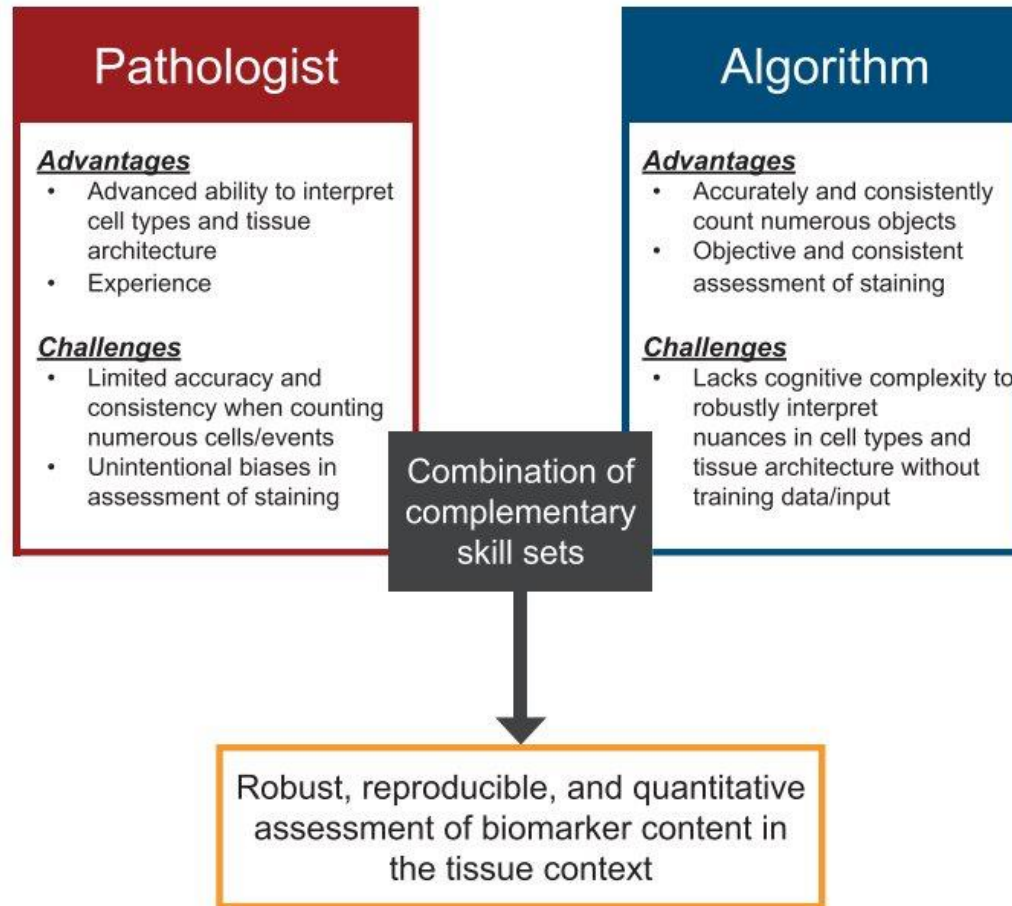 Pathologist
Advantages
• Advanced ability to interpret
cell types and tissue
architecture
• Experience
Challenges
• Limited accuracy and
consistency when counting
numerous cells/events
• Unintentional biases in
assessment of staining
Algorithm
Advantages
• Accurately and consistently
count numerous objects
• Objective and consistent
assessment of staining
Challenges
• Lacks cognitive complexity to
robustly interpret
nuances in cell types and
tissue architecture without
training data/input
Combination of
complementary
skill sets
Robust, reproducible, and quantitative
assessment of biomarker content in
the tissue context